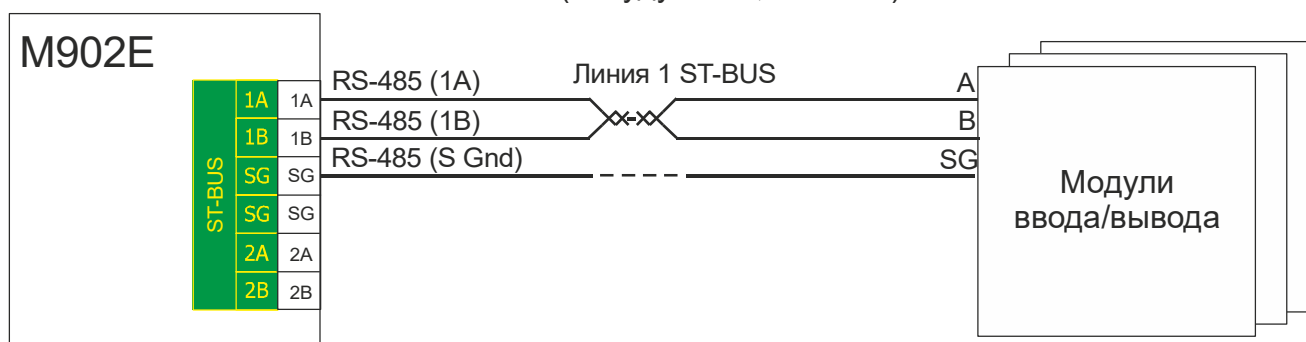 M902E
ST-BUS
1A 1A
1B 1B
SG SG
SG SG
2A 2A
2B 2B
RS-485 (1A)
RS-485 (1B)
RS-485 (S Gnd)
Линия 1 ST-BUS
A
B
SG
Модули
ввода/вывода